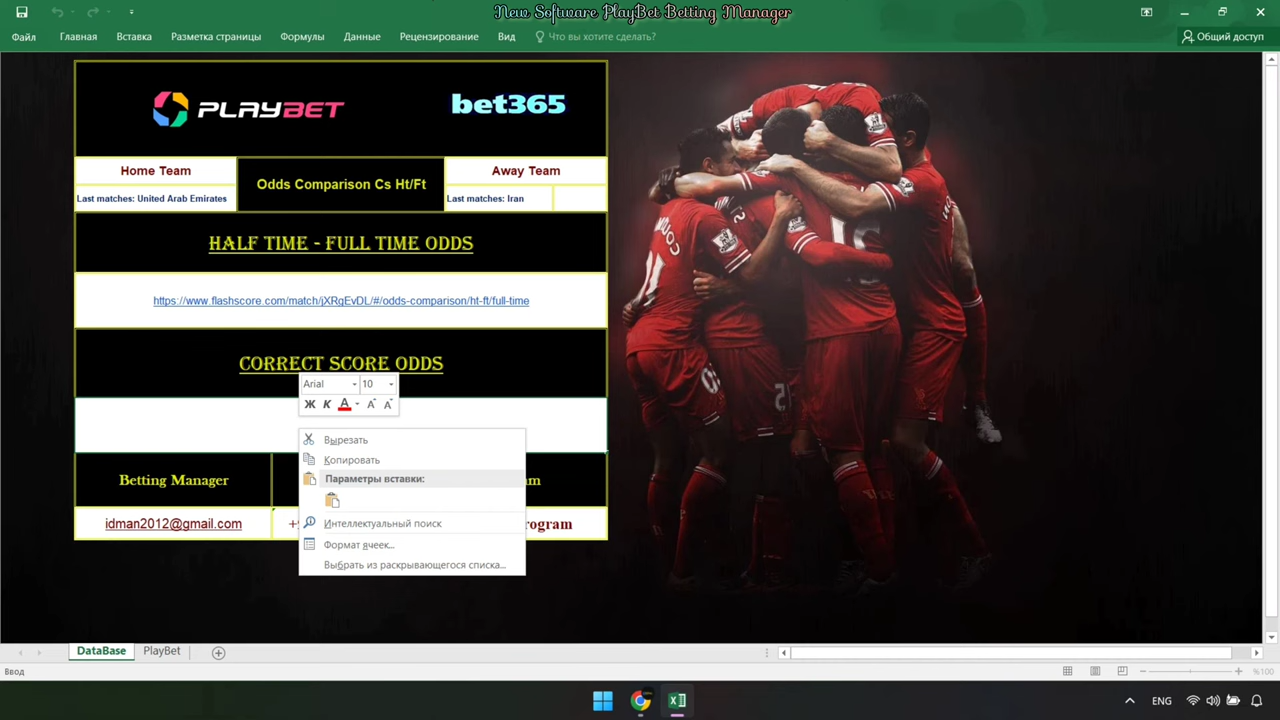 New Software PlayBet Betting Manager
Файл Главная Вставка Разметка страницы Формулы Данные Рецензирование Вид Что вы хотите сделать? Общий доступ
PLAYBET
bet365
Home Team
Odds Comparison Cs Ht/Ft
Away Team
Last matches: United Arab Emirates
Last matches: Iran
HALF TIME - FULL TIME ODDS
https://www.flashscore.com/match/jXRgEvDL/#/odds-comparison/ht-ft/full-time
CORRECT SCORE ODDS
Arial 10
Ж К А А А
Вырезать
Копировать
Параметры вставки:
Интеллектуальный поиск
Формат ячеек...
Выбрать из раскрывающегося списка...
Betting Manager
idman2012@gmail.com
DataBase PlayBet
Ввод
%100
ENG